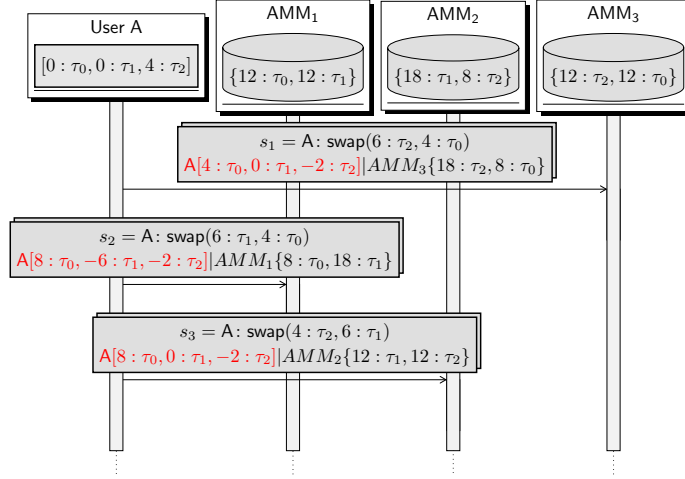 User A
AMM₁
AMM₂
AMM₃
[0 : τ₀, 0 : τ₁, 4 : τ₂]
{12 : τ₀, 12 : τ₁}
{18 : τ₁, 8 : τ₂}
{12 : τ₂, 12 : τ₀}
s₁ = A: swap(6 : τ₂, 4 : τ₀)
A[4 : τ₀, 0 : τ₁, −2 : τ₂]|AMM₃{18 : τ₂, 8 : τ₀}
s₂ = A: swap(6 : τ₁, 4 : τ₀)
A[8 : τ₀, −6 : τ₁, −2 : τ₂]|AMM₁{8 : τ₀, 18 : τ₁}
s₃ = A: swap(4 : τ₂, 6 : τ₁)
A[8 : τ₀, 0 : τ₁, −2 : τ₂]|AMM₂{12 : τ₁, 12 : τ₂}